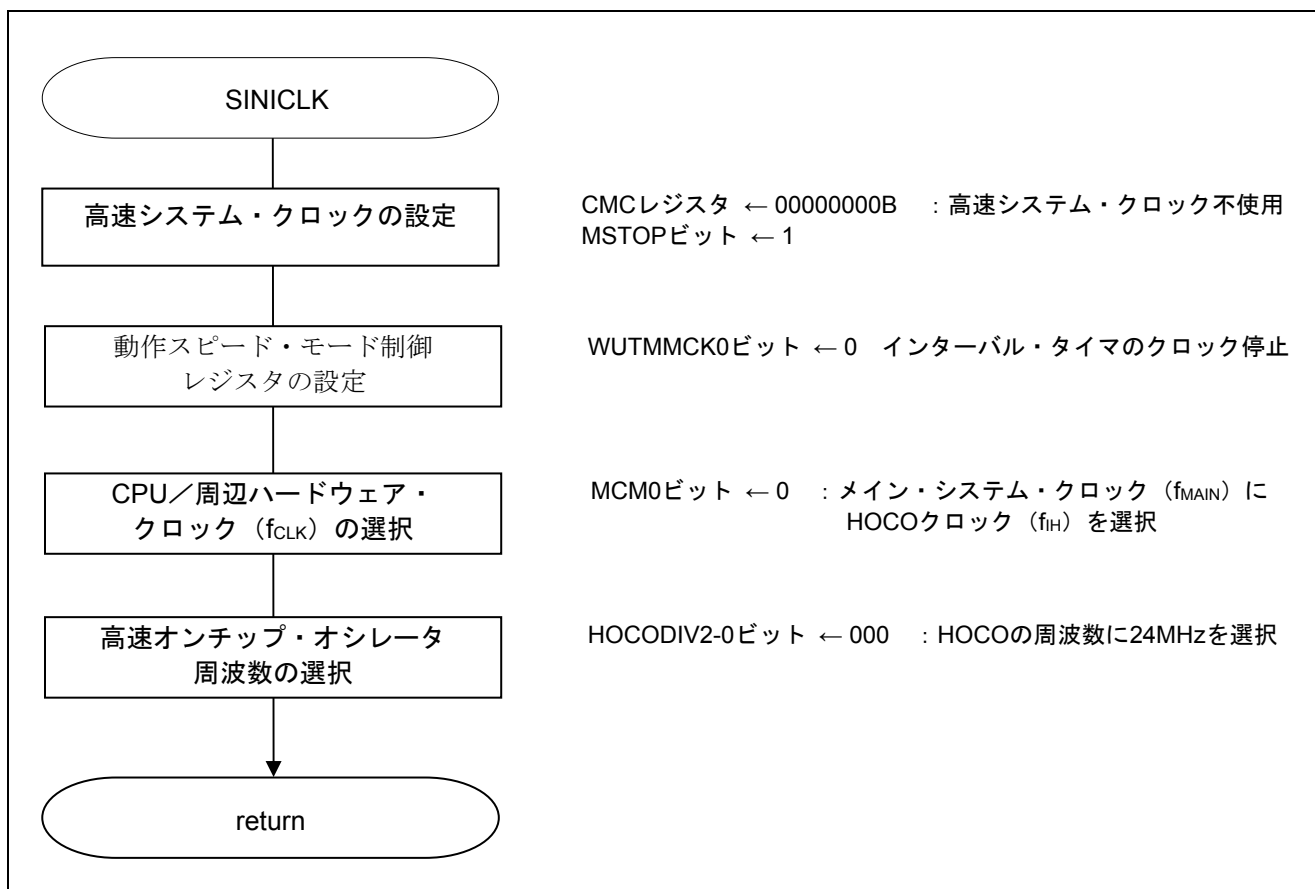 SINICLK
高速システム・クロックの設定
CMCレジスタ ← 00000000B ：高速システム・クロック不使用
MSTOPビット ← 1
動作スピード・モード制御
レジスタの設定
WUTMMCK0ビット ← 0 インターバル・タイマのクロック停止
CPU／周辺ハードウェア・
クロック（fCLK）の選択
MCM0ビット ← 0 ：メイン・システム・クロック（fMAIN）に
HOCOクロック（fIH）を選択
高速オンチップ・オシレータ
周波数の選択
HOCODIV2-0ビット ← 000 ：HOCOの周波数に24MHzを選択
return